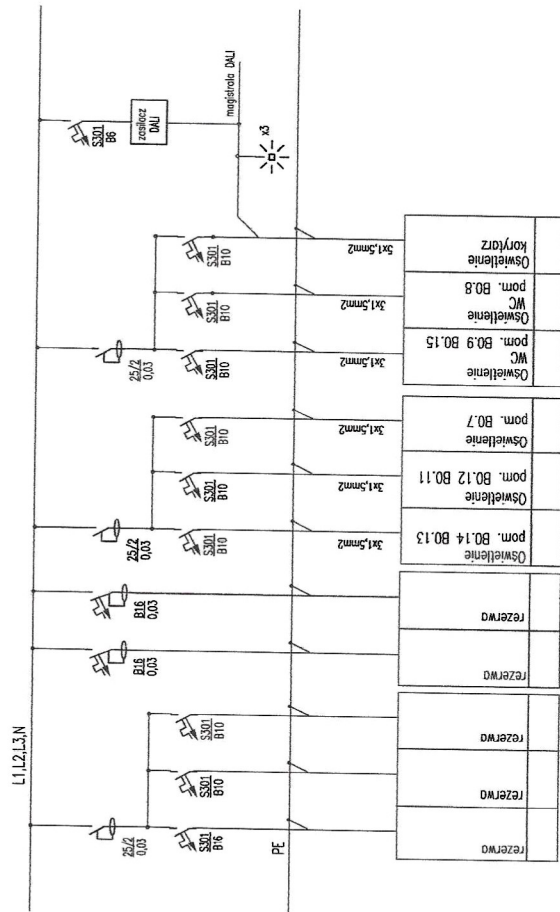 L1,L2,L3,N
PE
25/2
0,03
S301
B16
S301
B10
S301
B10
B16
0,03
B16
0,03
25/2
0,03
S301
B10
S301
B10
S301
B10
25/2
0,03
S301
B10
S301
B10
S301
B10
S301
B6
zasilacz
DALI
magistrala DALI
x3
3x1,5mm2
3x1,5mm2
3x1,5mm2
3x1,5mm2
3x1,5mm2
5x1,5mm2
rezerwa
rezerwa
rezerwa
rezerwa
rezerwa
Oświetlenie
pom. B0.14 B0.13
Oświetlenie
pom. B0.12 B0.11
Oświetlenie
pom. B0.7
Oświetlenie
WC
pom. B0.9 B0.15
Oświetlenie
WC
pom. B0.8
Oświetlenie
korytarz